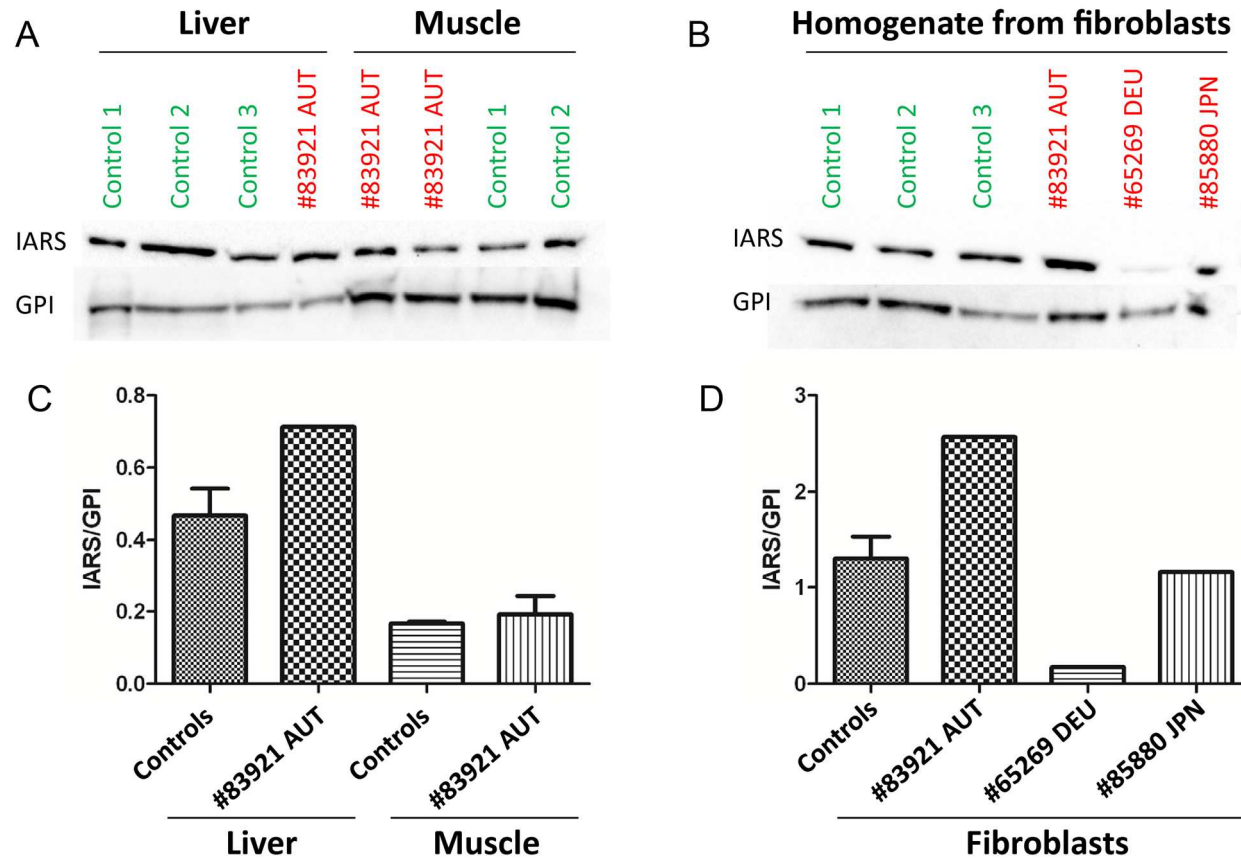 A
Liver
Muscle
Control 1
Control 2
Control 3
#83921 AUT
#83921 AUT
#83921 AUT
Control 1
Control 2
IARS
GPI
B
Homogenate from fibroblasts
Control 1
Control 2
Control 3
#83921 AUT
#65269 DEU
#85880 JPN
IARS
GPI
C
IARS/GPI
0.8
0.6
0.4
0.2
0.0
Controls
#83921 AUT
Controls
#83921 AUT
Liver
Muscle
D
IARS/GPI
3
2
1
0
Controls
#83921 AUT
#65269 DEU
#85880 JPN
Fibroblasts